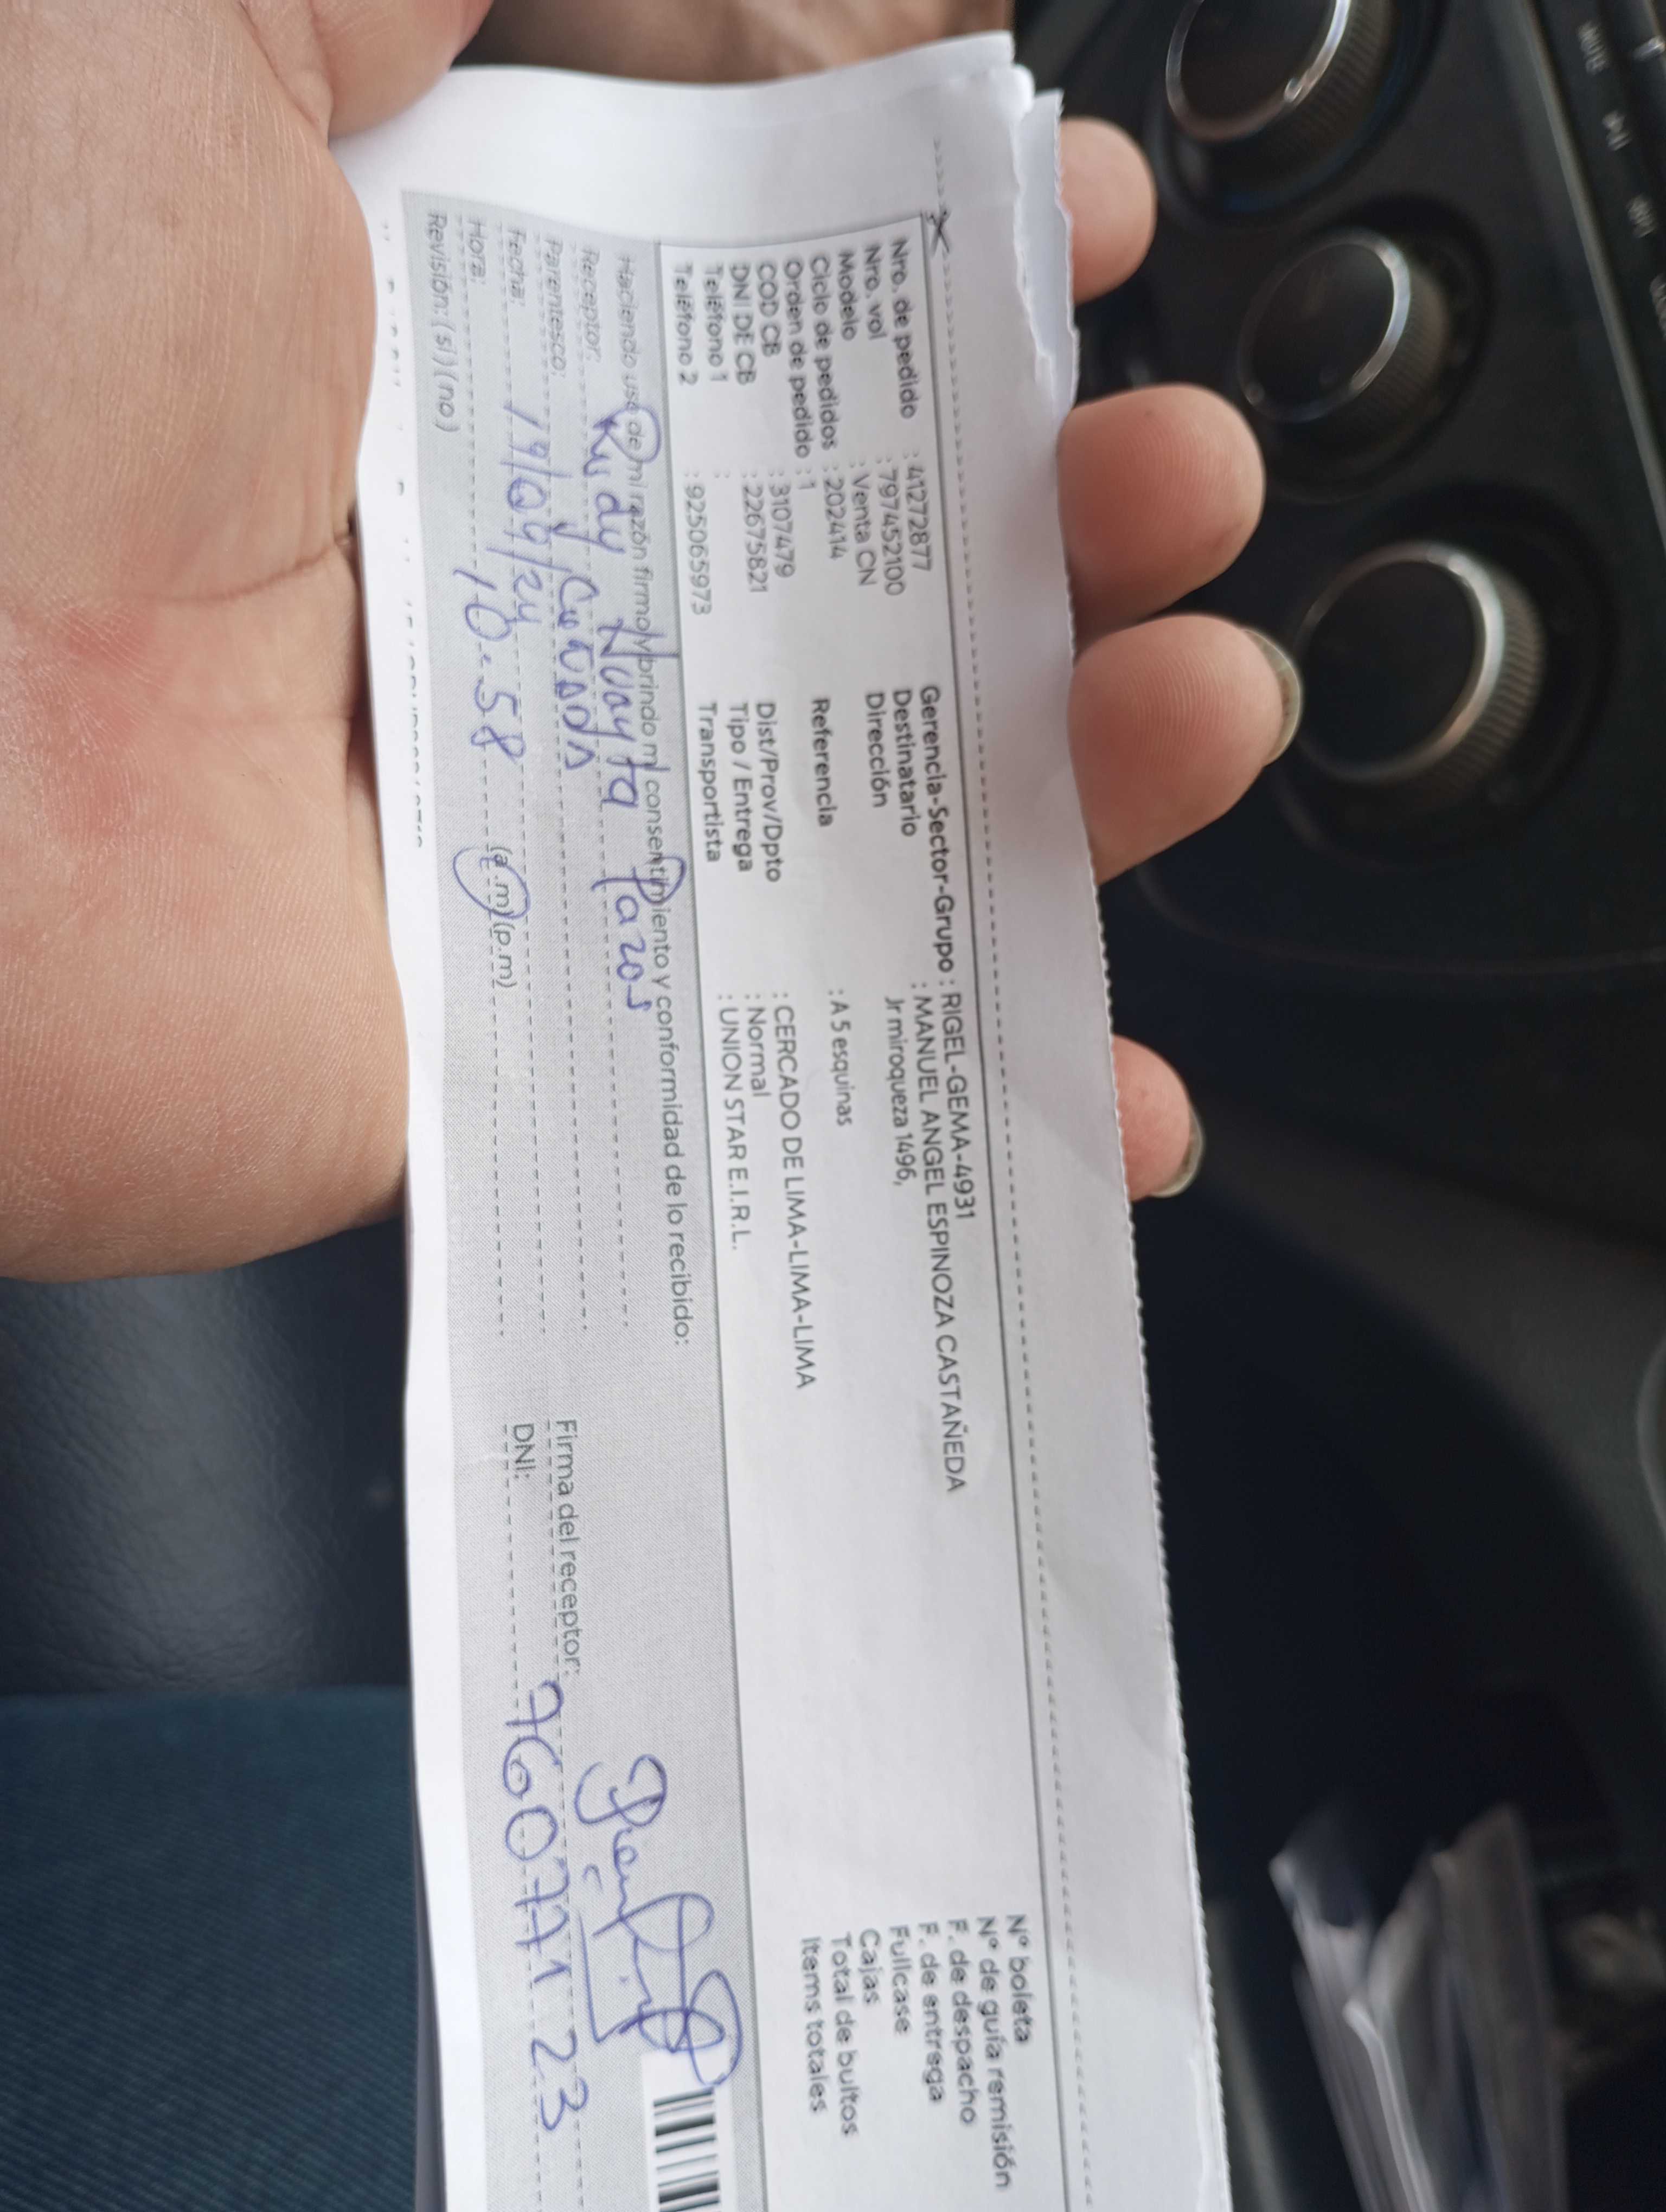 Nro. de pedido : 41272877
Nro. vol : 797452100
Modelo : Venta CN
Ciclo de pedidos : 202414
Orden de pedido : 1
COD CB : 3107479
DNI DE CB : 22675821
Teléfono 1 :
Teléfono 2 : 925065973
Gerencia-Sector-Grupo : RIGEL-GEMA-4931
Destinatario : MANUEL ANGEL ESPINOZA CASTAÑEDA
Dirección Jr miroqueza 1496,
Referencia : A 5 esquinas
Dist/Prov/Dpto : CERCADO DE LIMA-LIMA-LIMA
Tipo / Entrega : Normal
Transportista : UNION STAR E.I.R.L.
N° boleta
N° de guía remisión
F. de despacho
F. de entrega
Fullcase
Cajas
Total de bultos
Items totales
Haciendo uso de mi razón firmo y brindo mi consentimiento y conformidad de lo recibido:
Receptor: Rudy Huayta Pazos
Parentesco: Cuñada
Fecha: 19/09/24
Hora: 10:58 (a.m) (p.m)
Revisión: (si) (no)
Firma del receptor:
DNI: 76077123